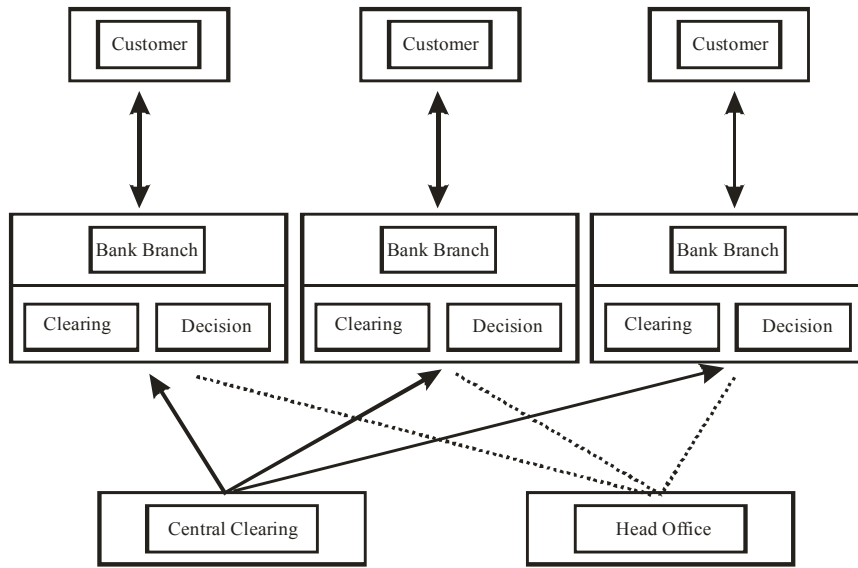 Customer
Customer
Customer
Bank Branch
Bank Branch
Bank Branch
Clearing
Decision
Clearing
Decision
Clearing
Decision
Central Clearing
Head Office